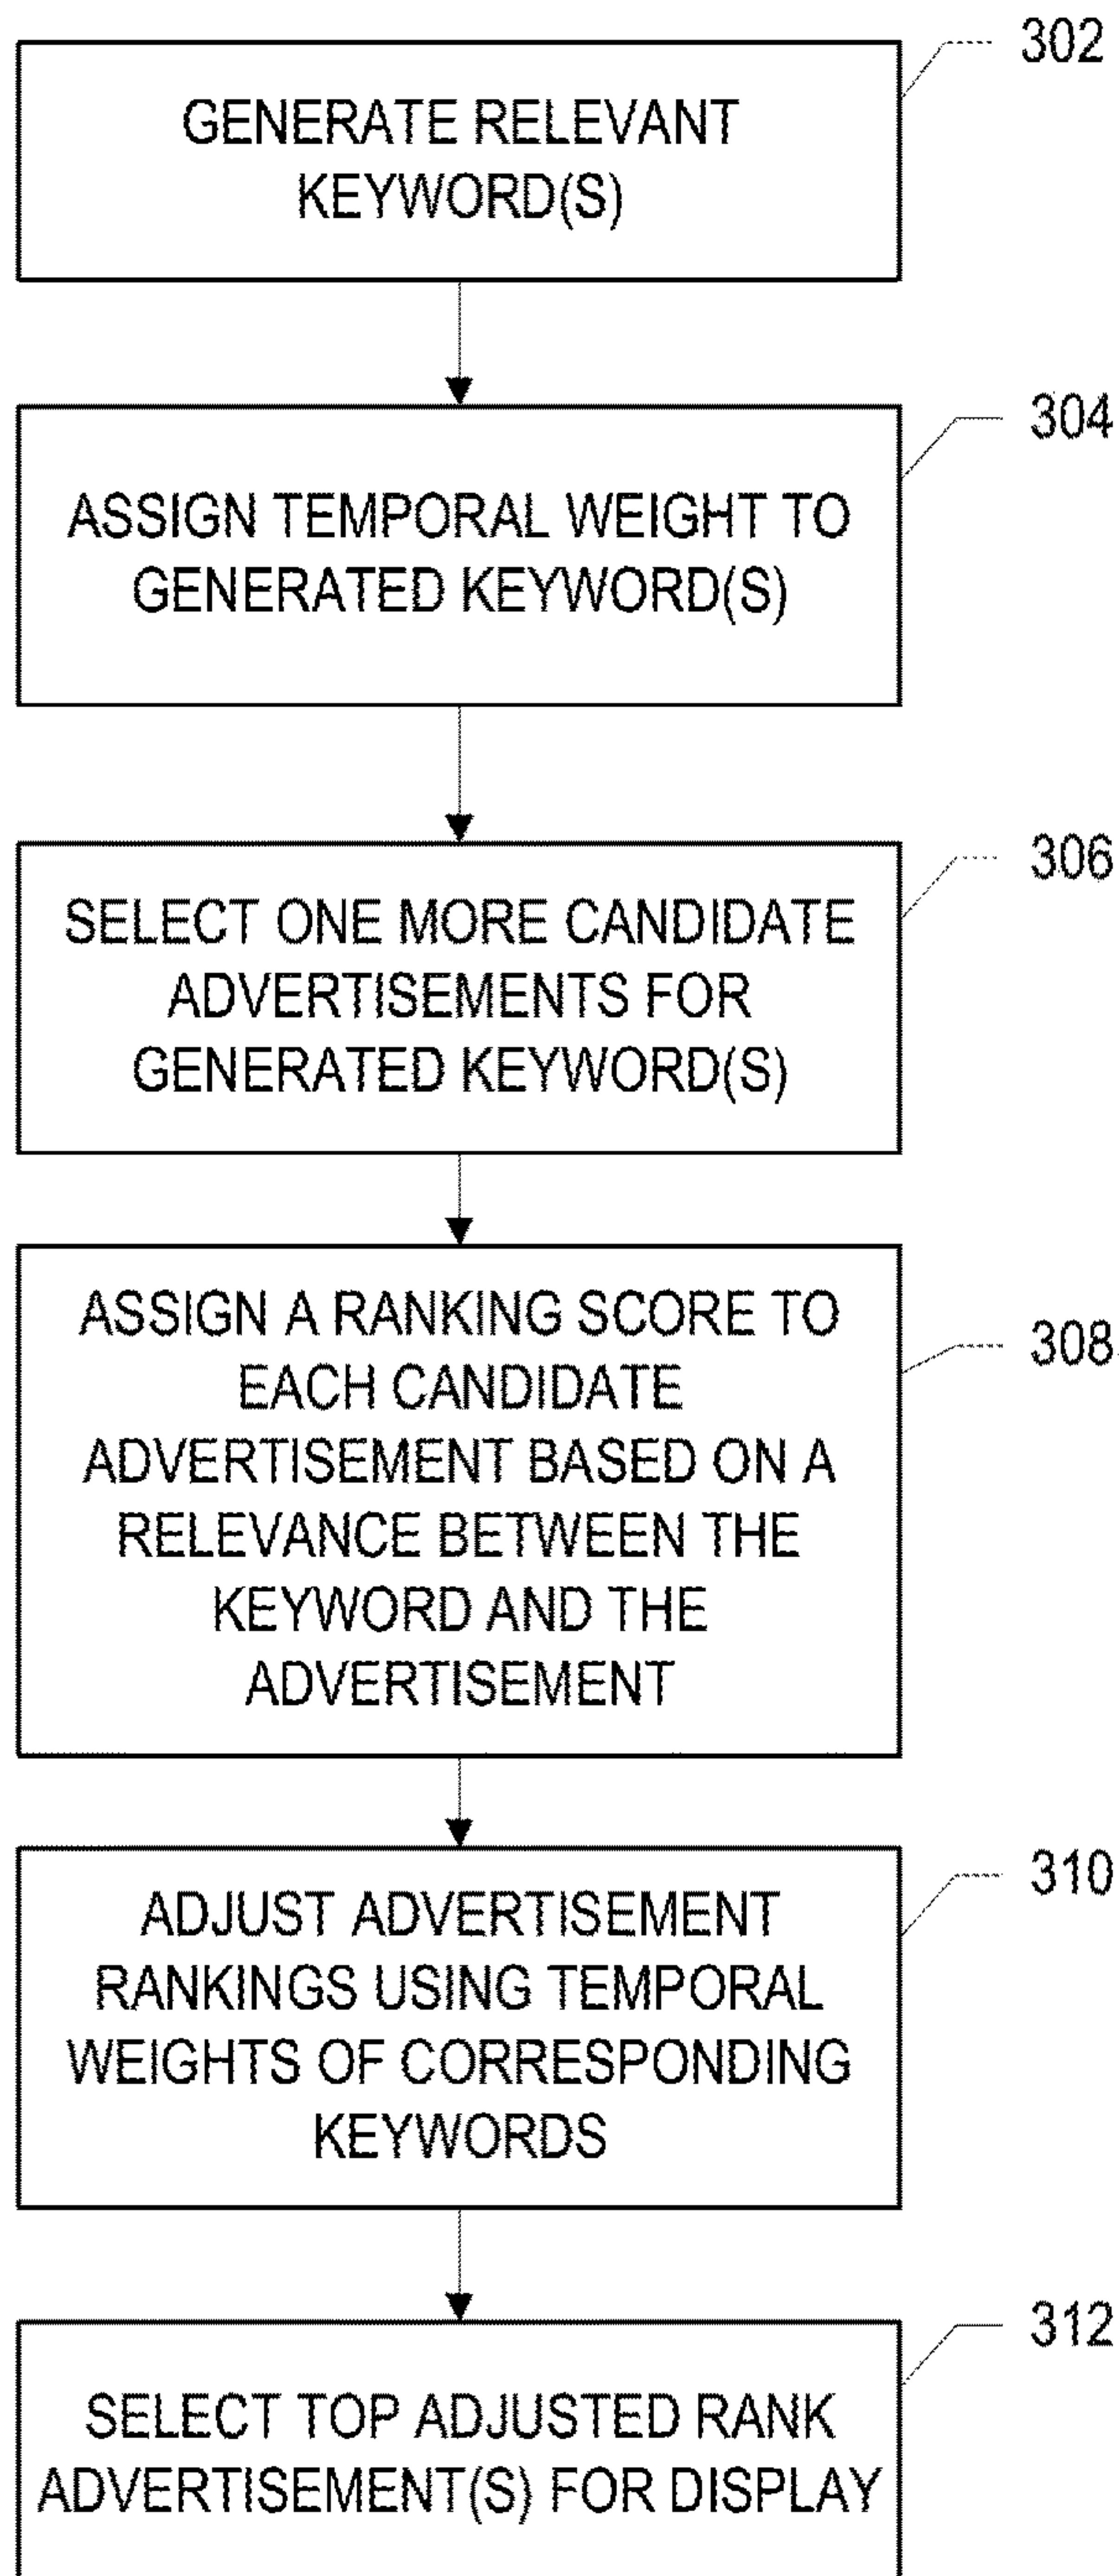 302
GENERATE RELEVANT
KEYWORD(S)
304
ASSIGN TEMPORAL WEIGHT TO
GENERATED KEYWORD(S)
306
SELECT ONE MORE CANDIDATE
ADVERTISEMENTS FOR
GENERATED KEYWORD(S)
308
ASSIGN A RANKING SCORE TO
EACH CANDIDATE
ADVERTISEMENT BASED ON A
RELEVANCE BETWEEN THE
KEYWORD AND THE
ADVERTISEMENT
310
ADJUST ADVERTISEMENT
RANKINGS USING TEMPORAL
WEIGHTS OF CORRESPONDING
KEYWORDS
312
SELECT TOP ADJUSTED RANK
ADVERTISEMENT(S) FOR DISPLAY